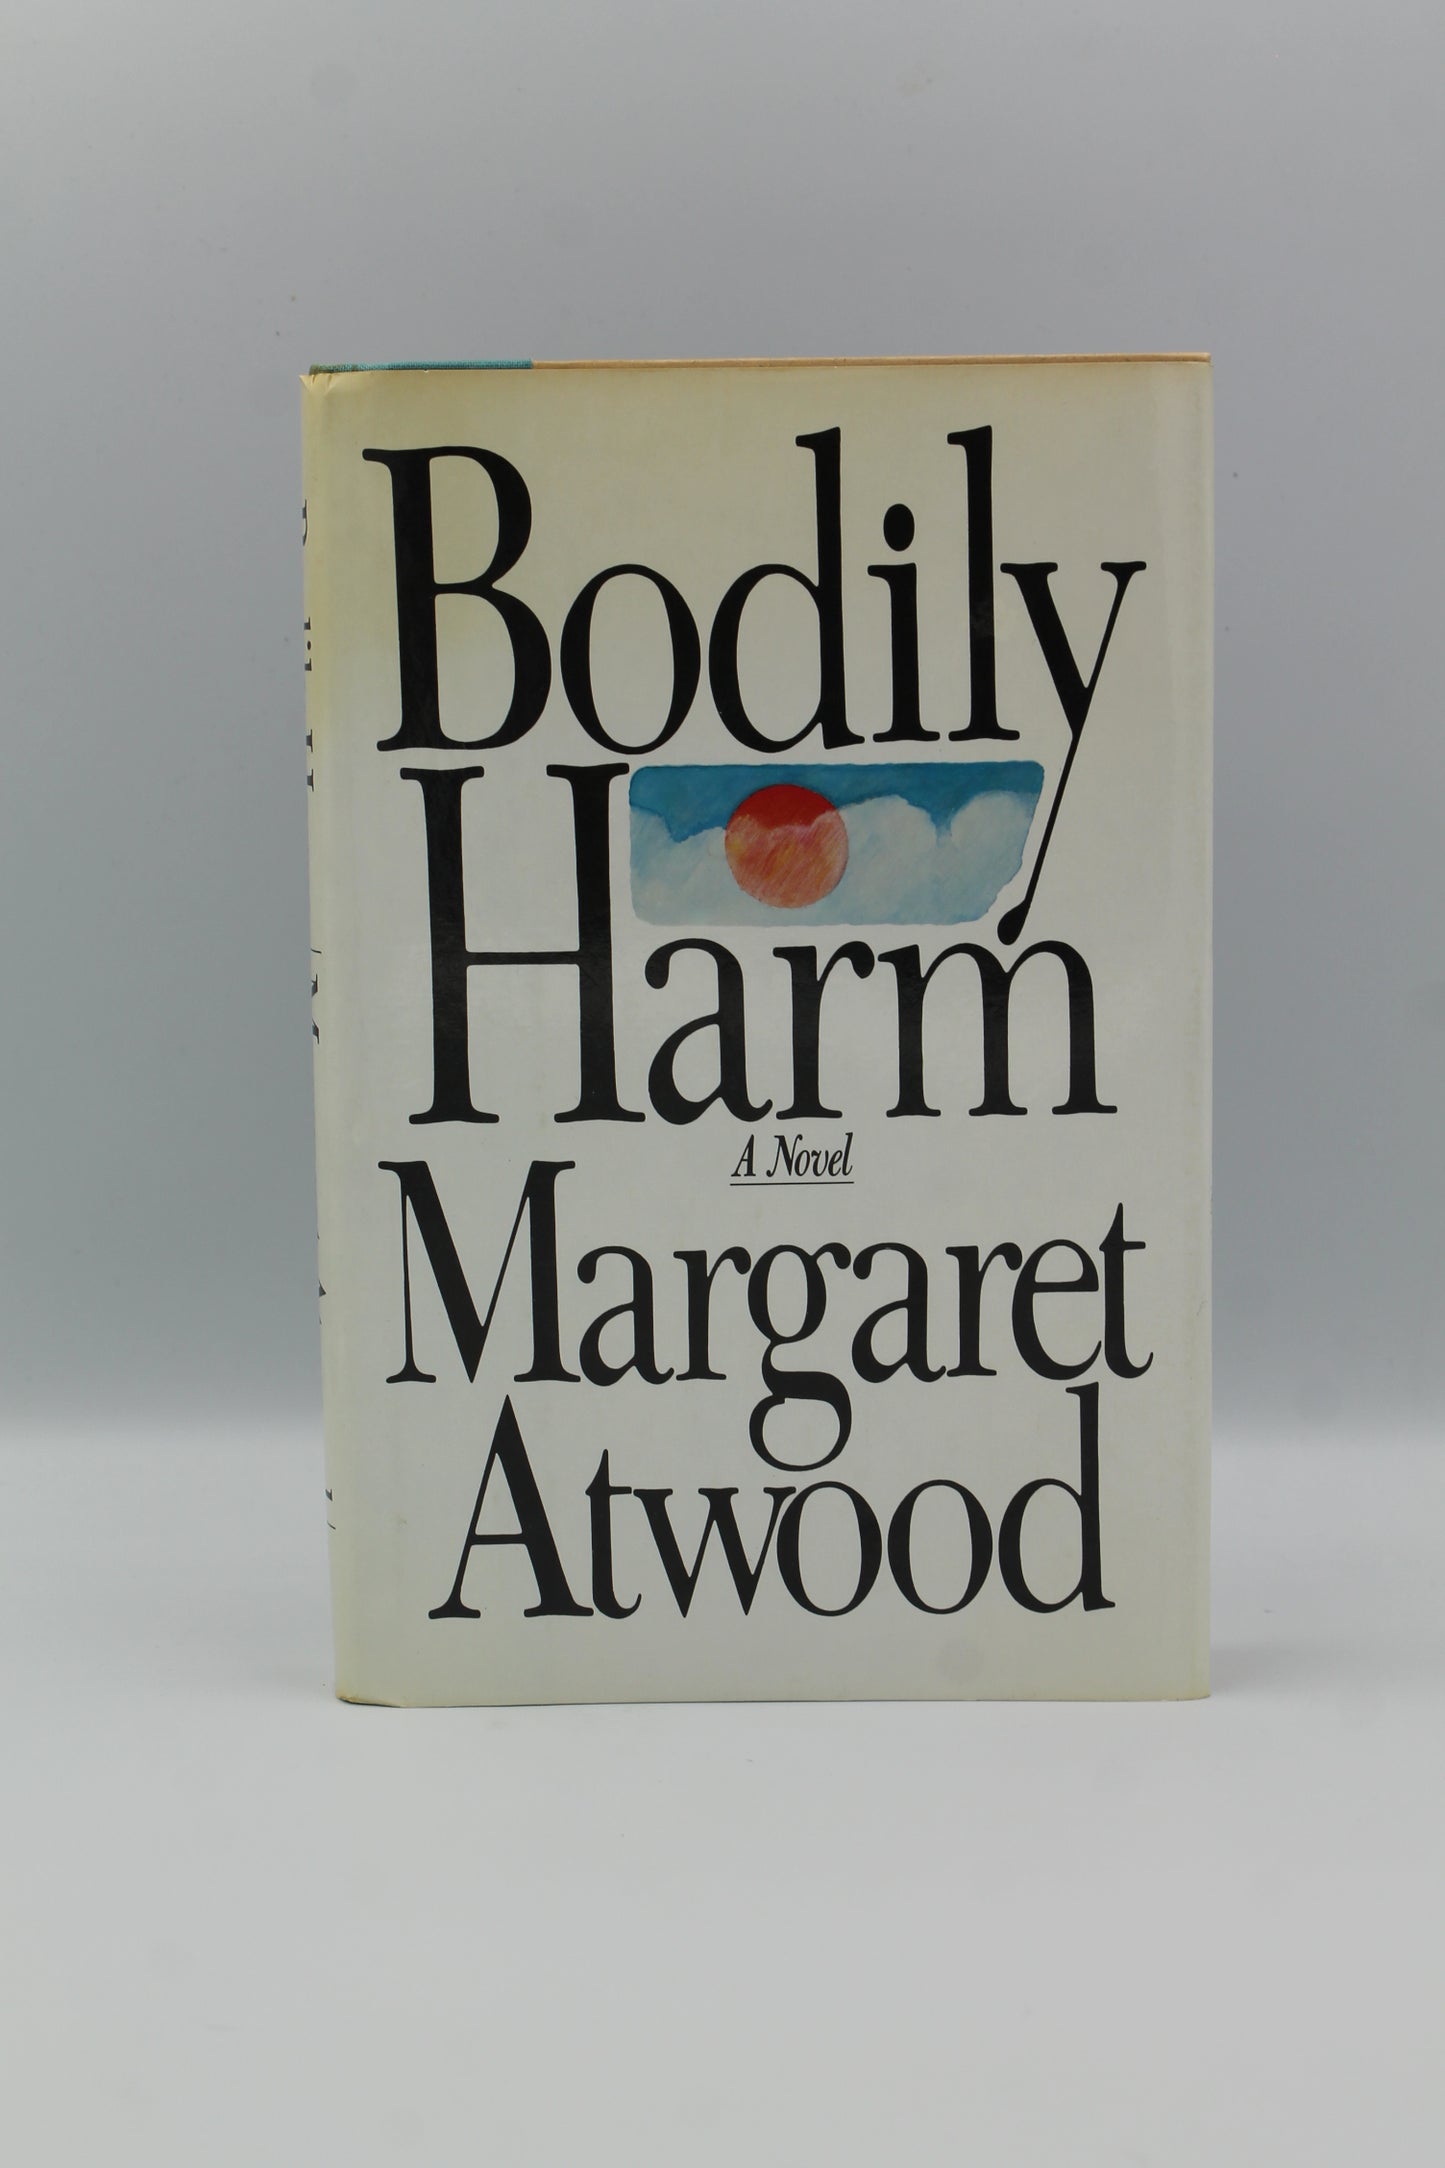 Bodily
Harm
A Novel
Margaret
Atwood